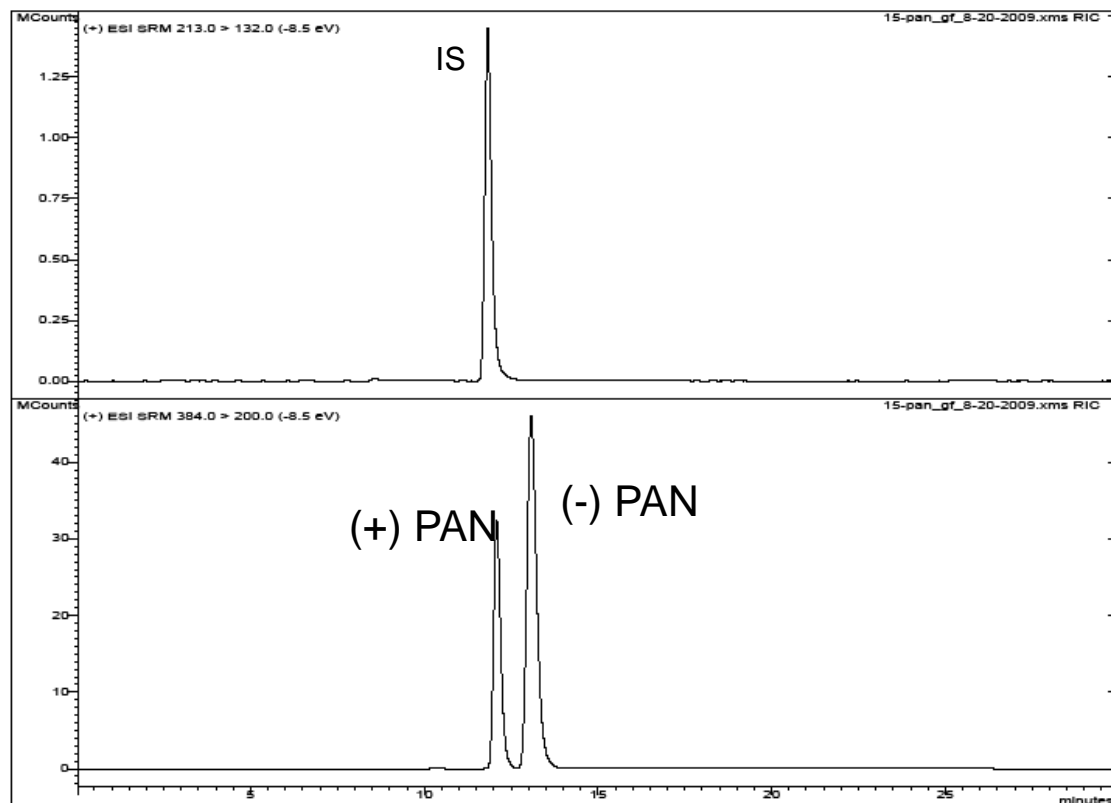 MCounts
(+) ESI SRM 213.0 > 132.0 (-8.5 eV)
15-pan_gf_8-20-2009.xms RIC
IS
1.25
1.00
0.75
0.50
0.25
0.00
MCounts
(+) ESI SRM 384.0 > 200.0 (-8.5 eV)
15-pan_gf_8-20-2009.xms RIC
40
(-) PAN
(+) PAN
30
20
10
0
5 10 15 20 25
minutes